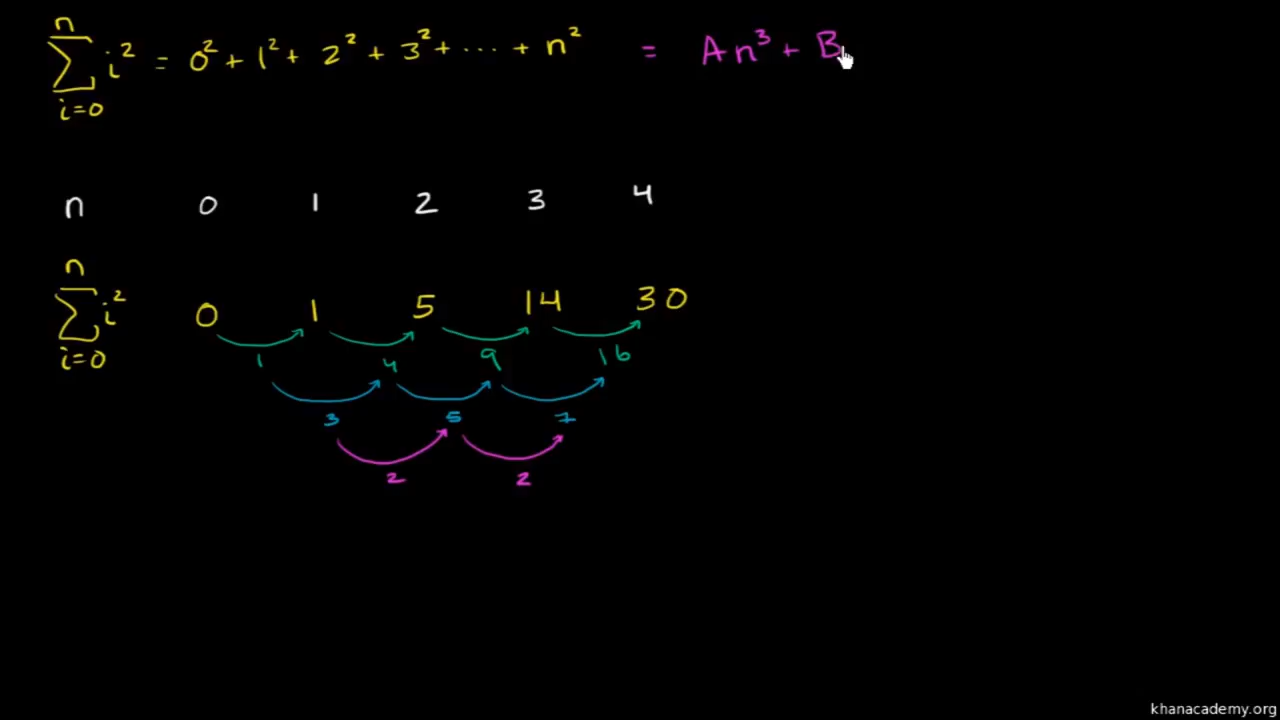 n
∑ i² = 0² + 1² + 2² + 3² + ··· + n² = An³ + B
i=0
n 0 1 2 3 4
n
∑ i² 0 1 5 14 30
i=0
1 4 9 16
3 5 7
2 2
khanacademy.org